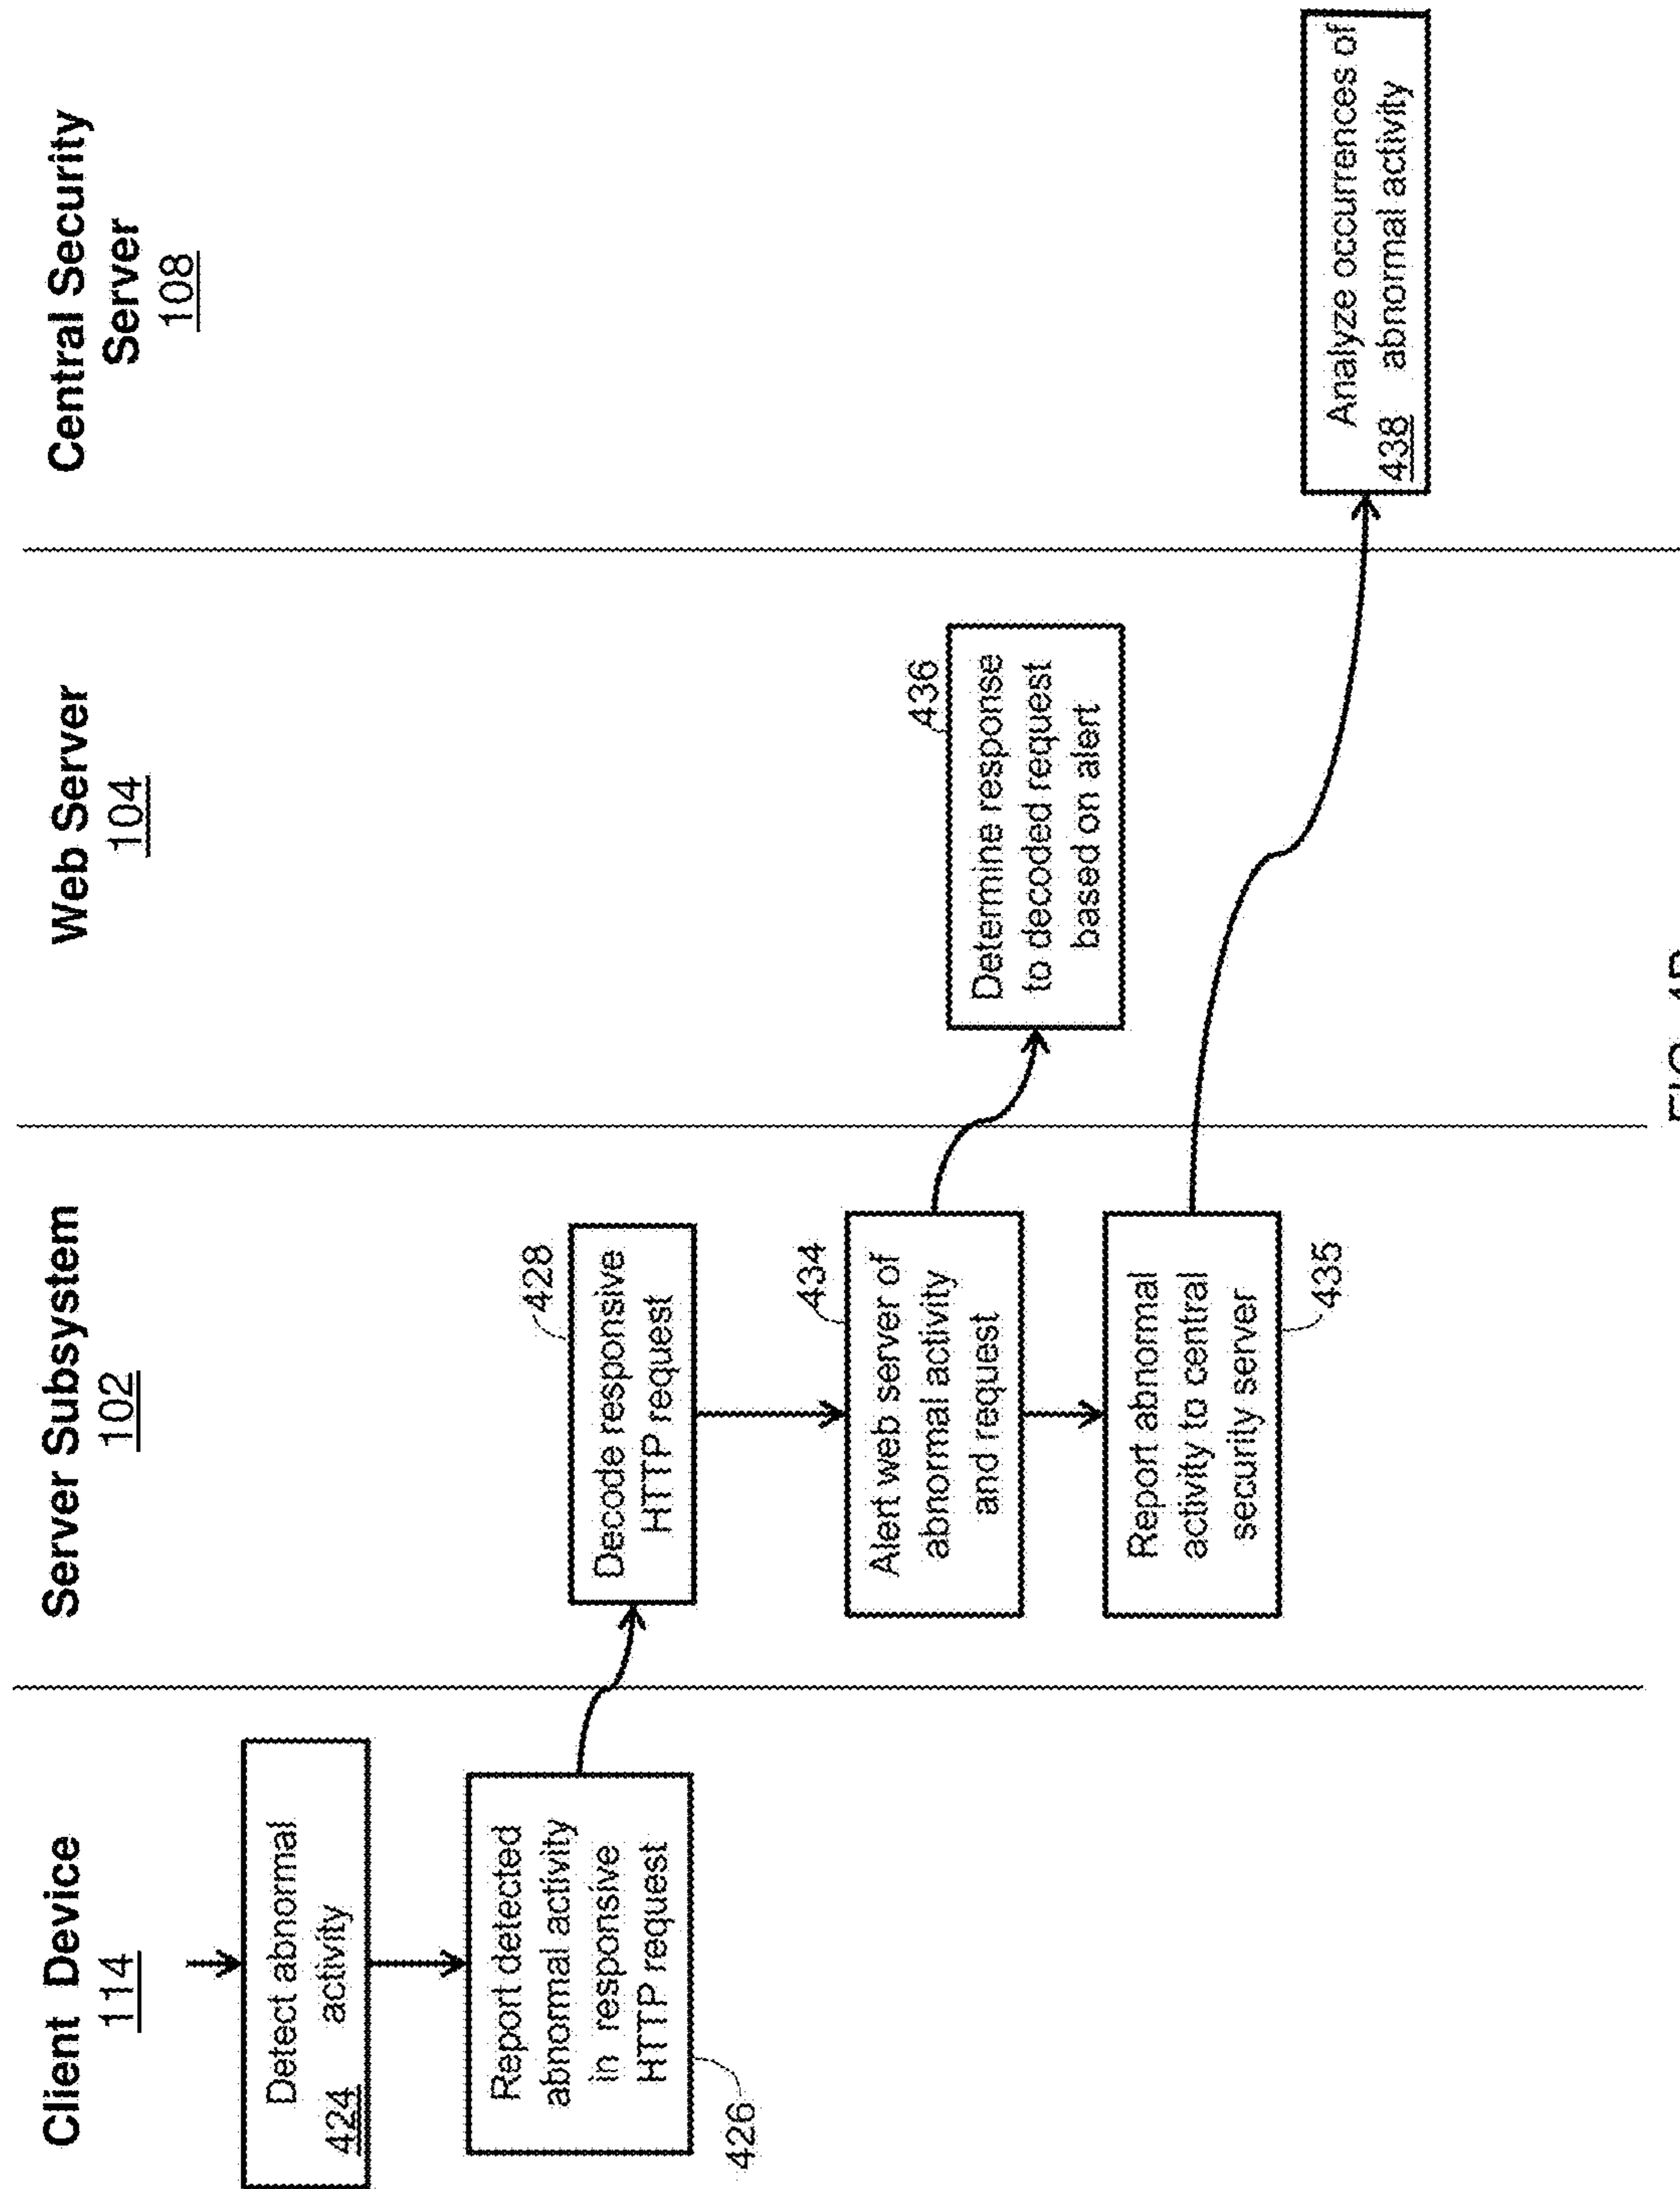 Client Device
114
Server Subsystem
102
Web Server
104
Central Security
Server
108
Detect abnormal
424 activity
Report detected
abnormal activity
in responsive
HTTP request
426
428
Decode responsive
HTTP request
434
Alert web server of
abnormal activity
and request
436
Determine response
to decoded request
based on alert
Report abnormal
activity to central
security server
435
Analyze occurrences of
438 abnormal activity